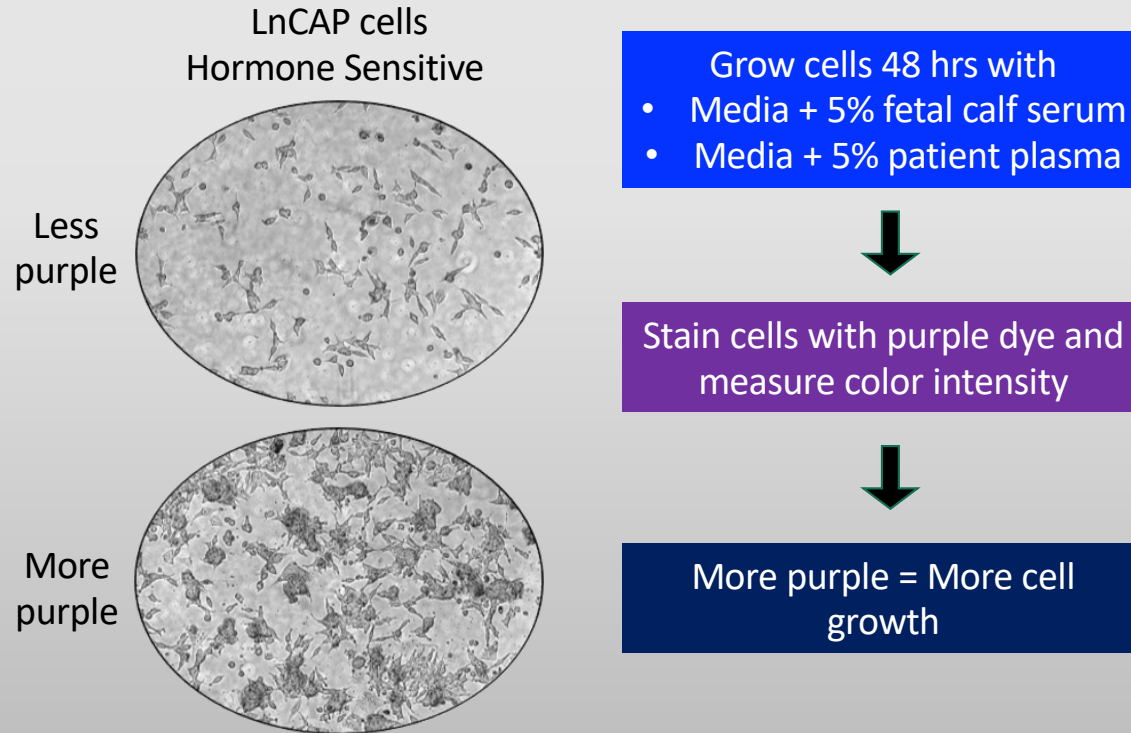 LnCAP cells
Hormone Sensitive
Less
purple
More
purple
Grow cells 48 hrs with
• Media + 5% fetal calf serum
• Media + 5% patient plasma
Stain cells with purple dye and
measure color intensity
More purple = More cell
growth